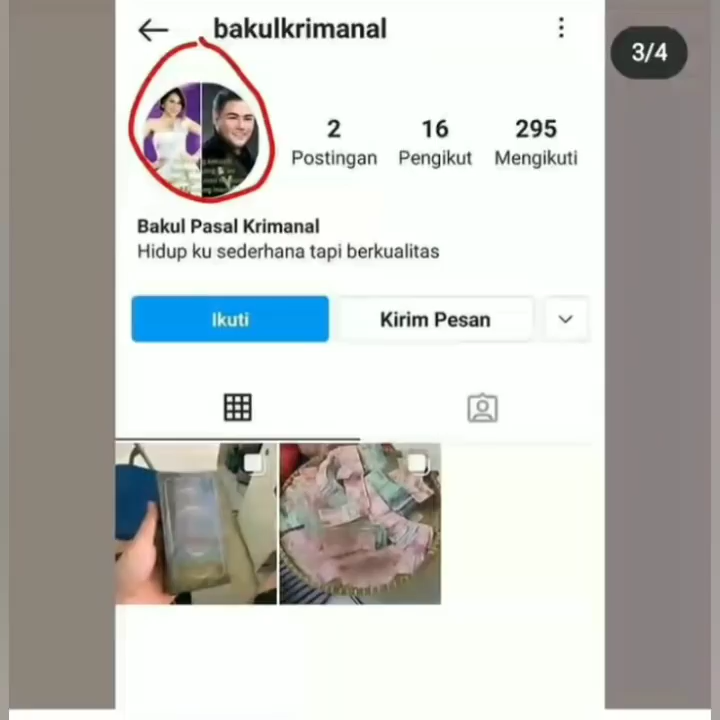 bakulkrimanal
3/4
2
Postingan
16
Pengikut
295
Mengikuti
Bakul Pasal Krimanal
Hidup ku sederhana tapi berkualitas
Ikuti
Kirim Pesan